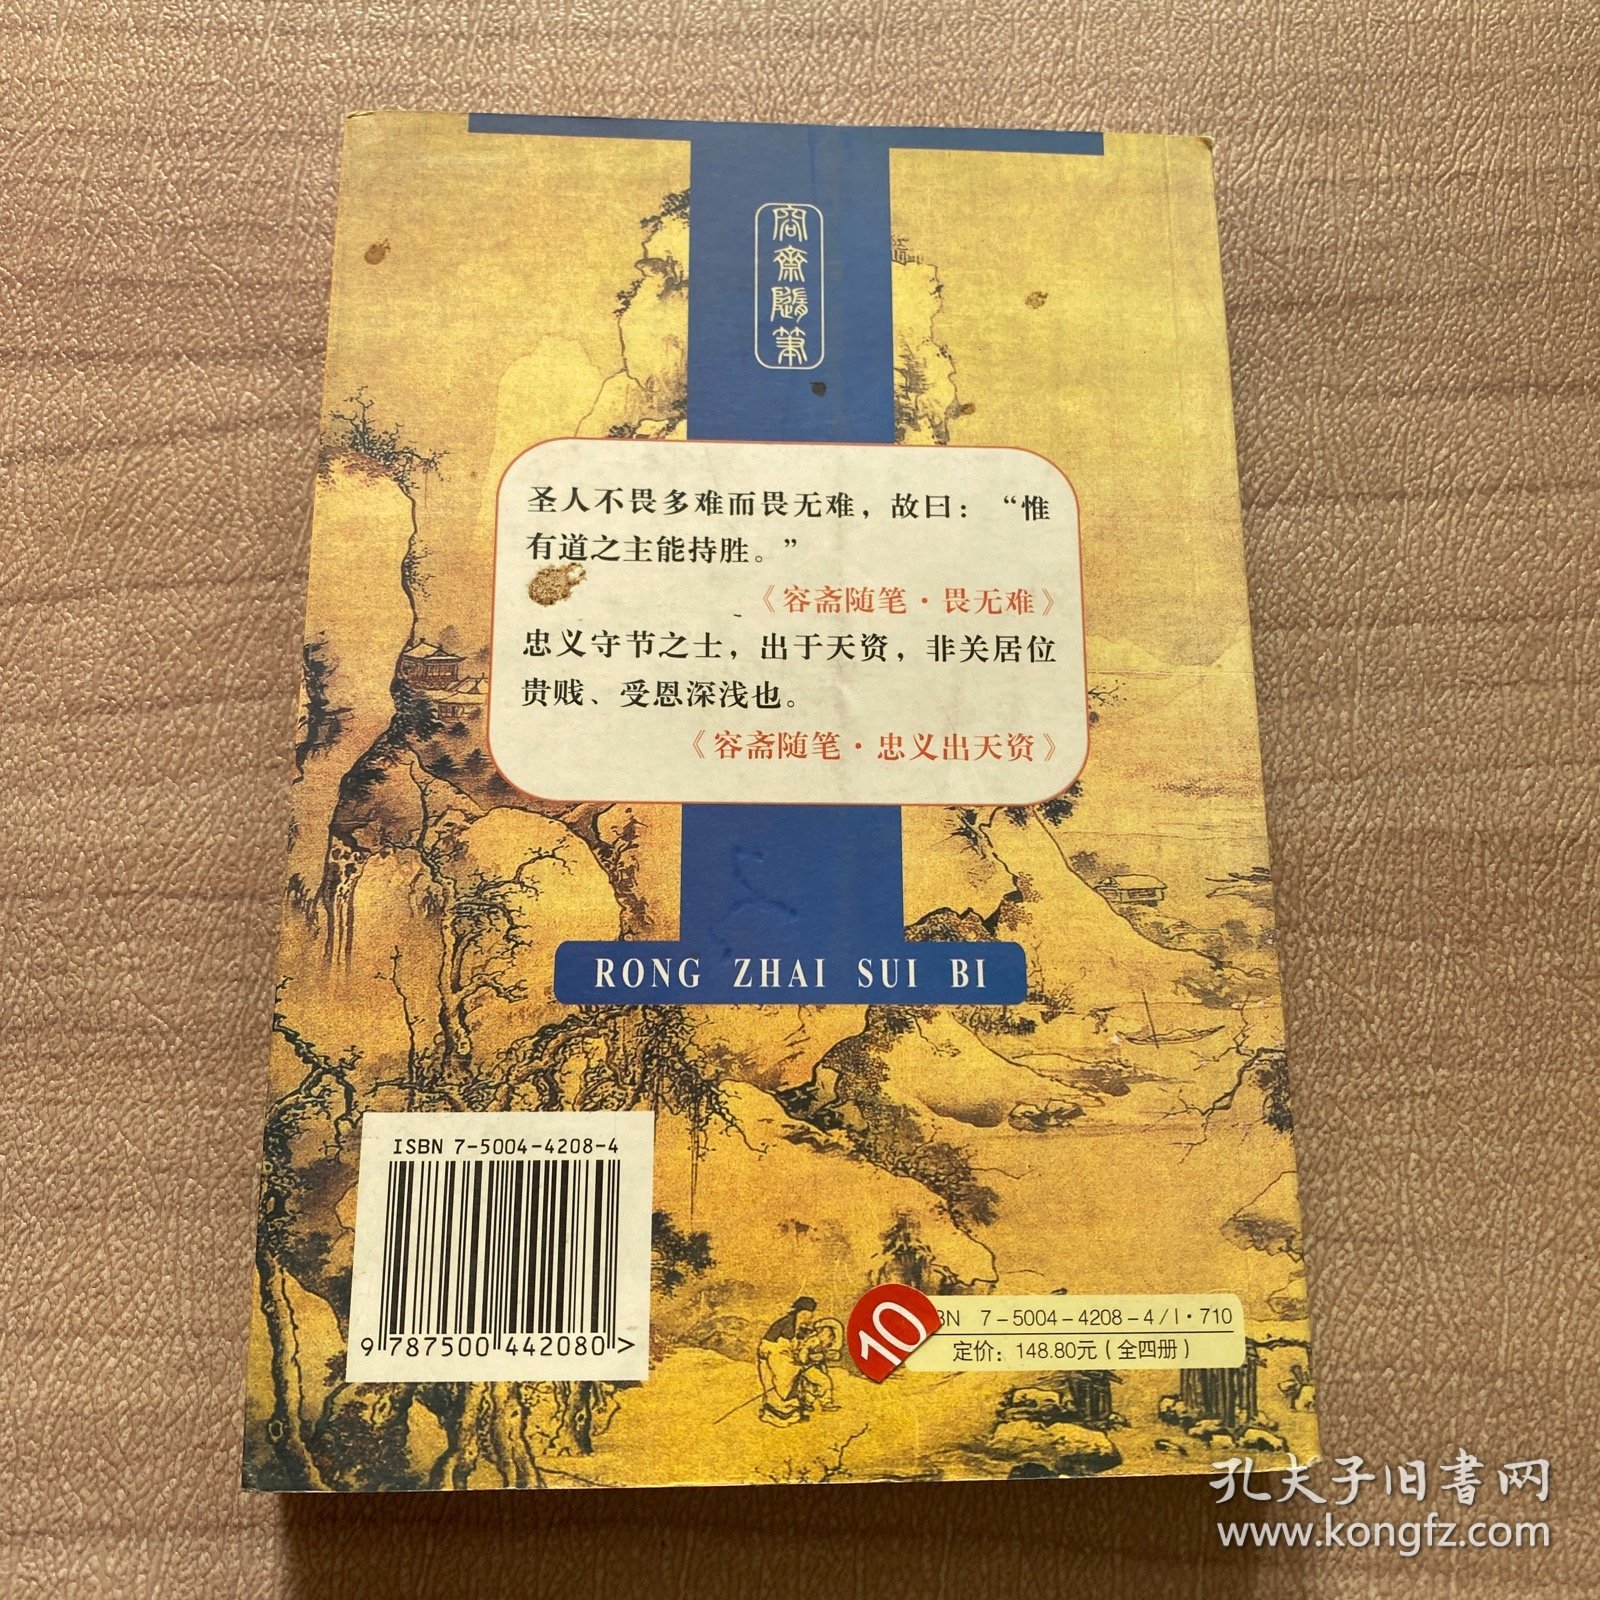 容斋随笔
圣人不畏多难而畏无难，故曰：“惟
有道之主能持胜。”
《容斋随笔·畏无难》
忠义守节之士，出于天资，非关居位
贵贱、受恩深浅也。
《容斋随笔·忠义出天资》
RONG ZHAI SUI BI
ISBN 7-5004-4208-4
9 787500 442080 >
10
BN 7-5004-4208-4/I·710
定价：148.80元（全四册）
孔夫子旧书网
www.kongfz.com